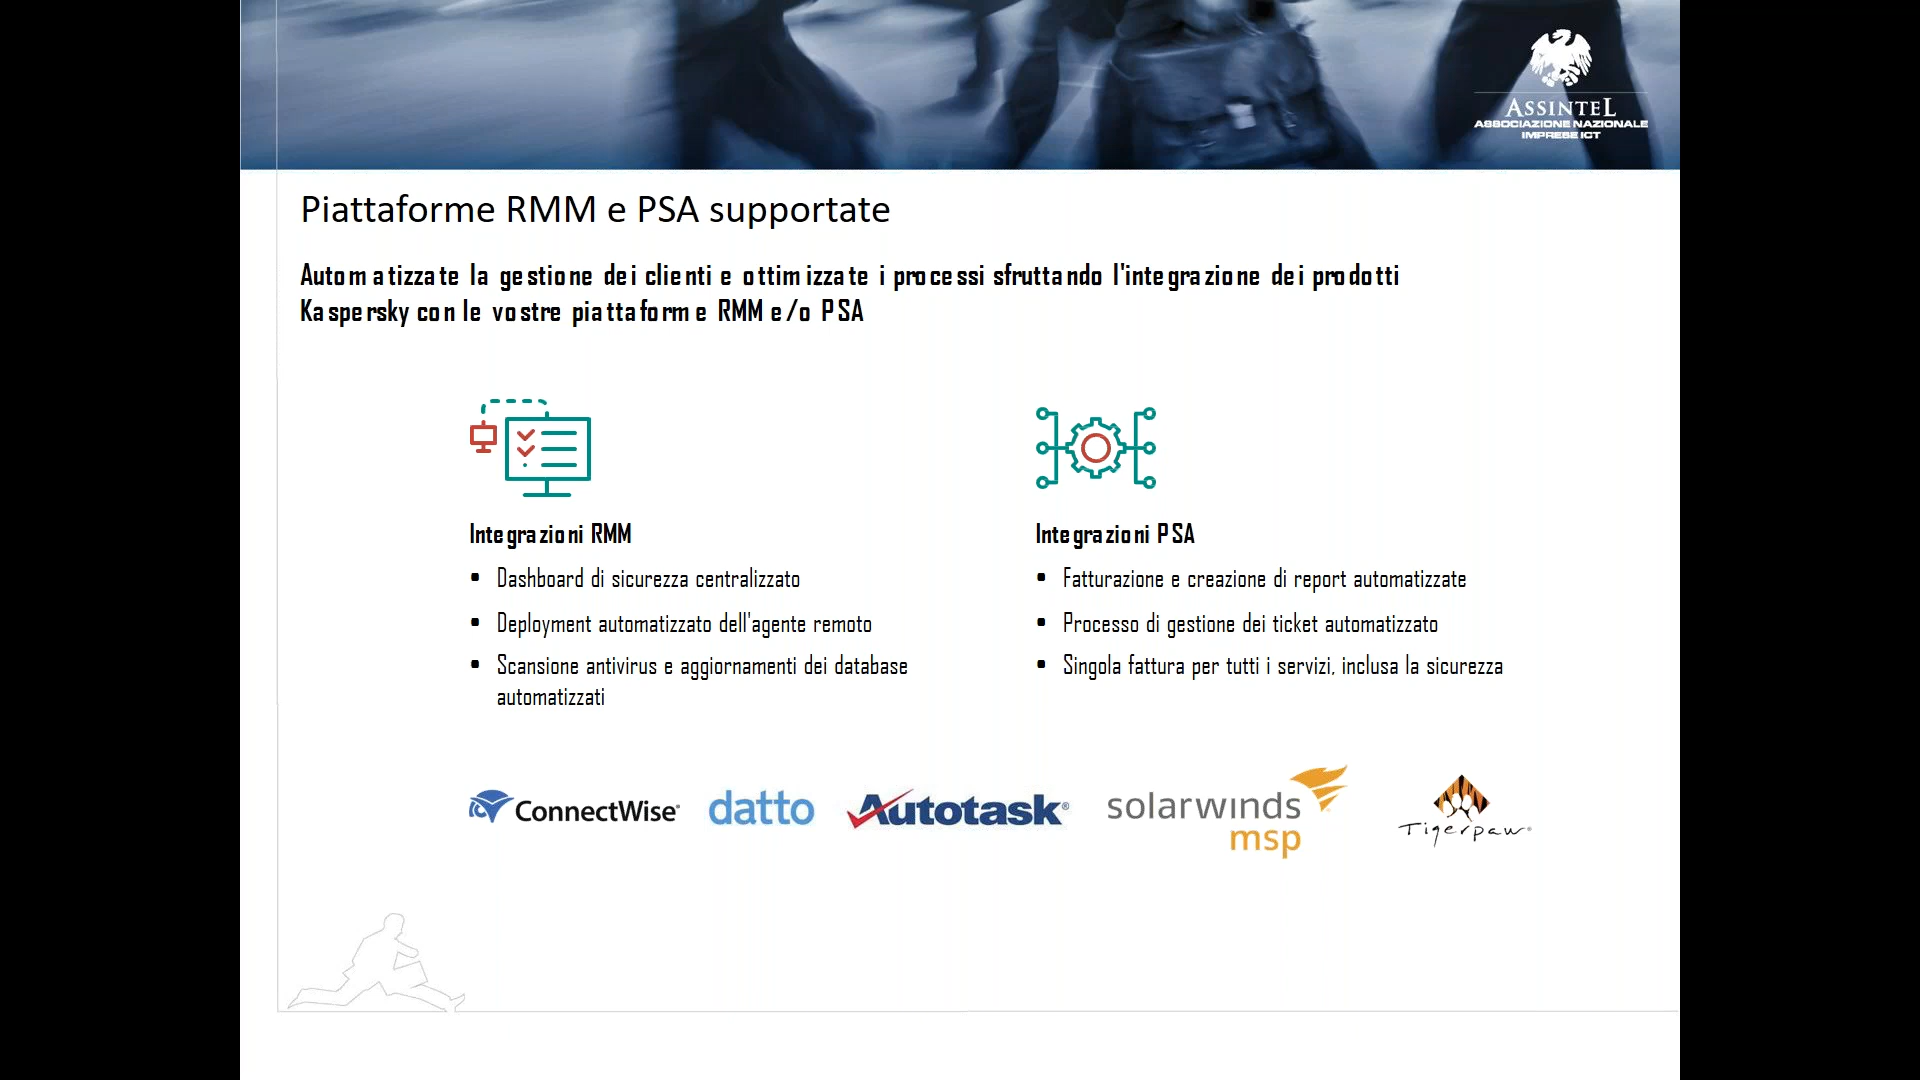 ASSINTEL
ASSOCIAZIONE NAZIONALE
IMPRESE ICT
Piattaforme RMM e PSA supportate
Automatizzate la gestione dei clienti e ottimizzate i processi sfruttando l'integrazione dei prodotti
Kaspersky con le vostre piattaforme RMM e/o PSA
Integrazioni RMM
• Dashboard di sicurezza centralizzato
• Deployment automatizzato dell'agente remoto
• Scansione antivirus e aggiornamenti dei database
automatizzati
Integrazioni PSA
• Fatturazione e creazione di report automatizzate
• Processo di gestione dei ticket automatizzato
• Singola fattura per tutti i servizi, inclusa la sicurezza
ConnectWise
datto
Autotask®
solarwinds
msp
Tigerpaw®